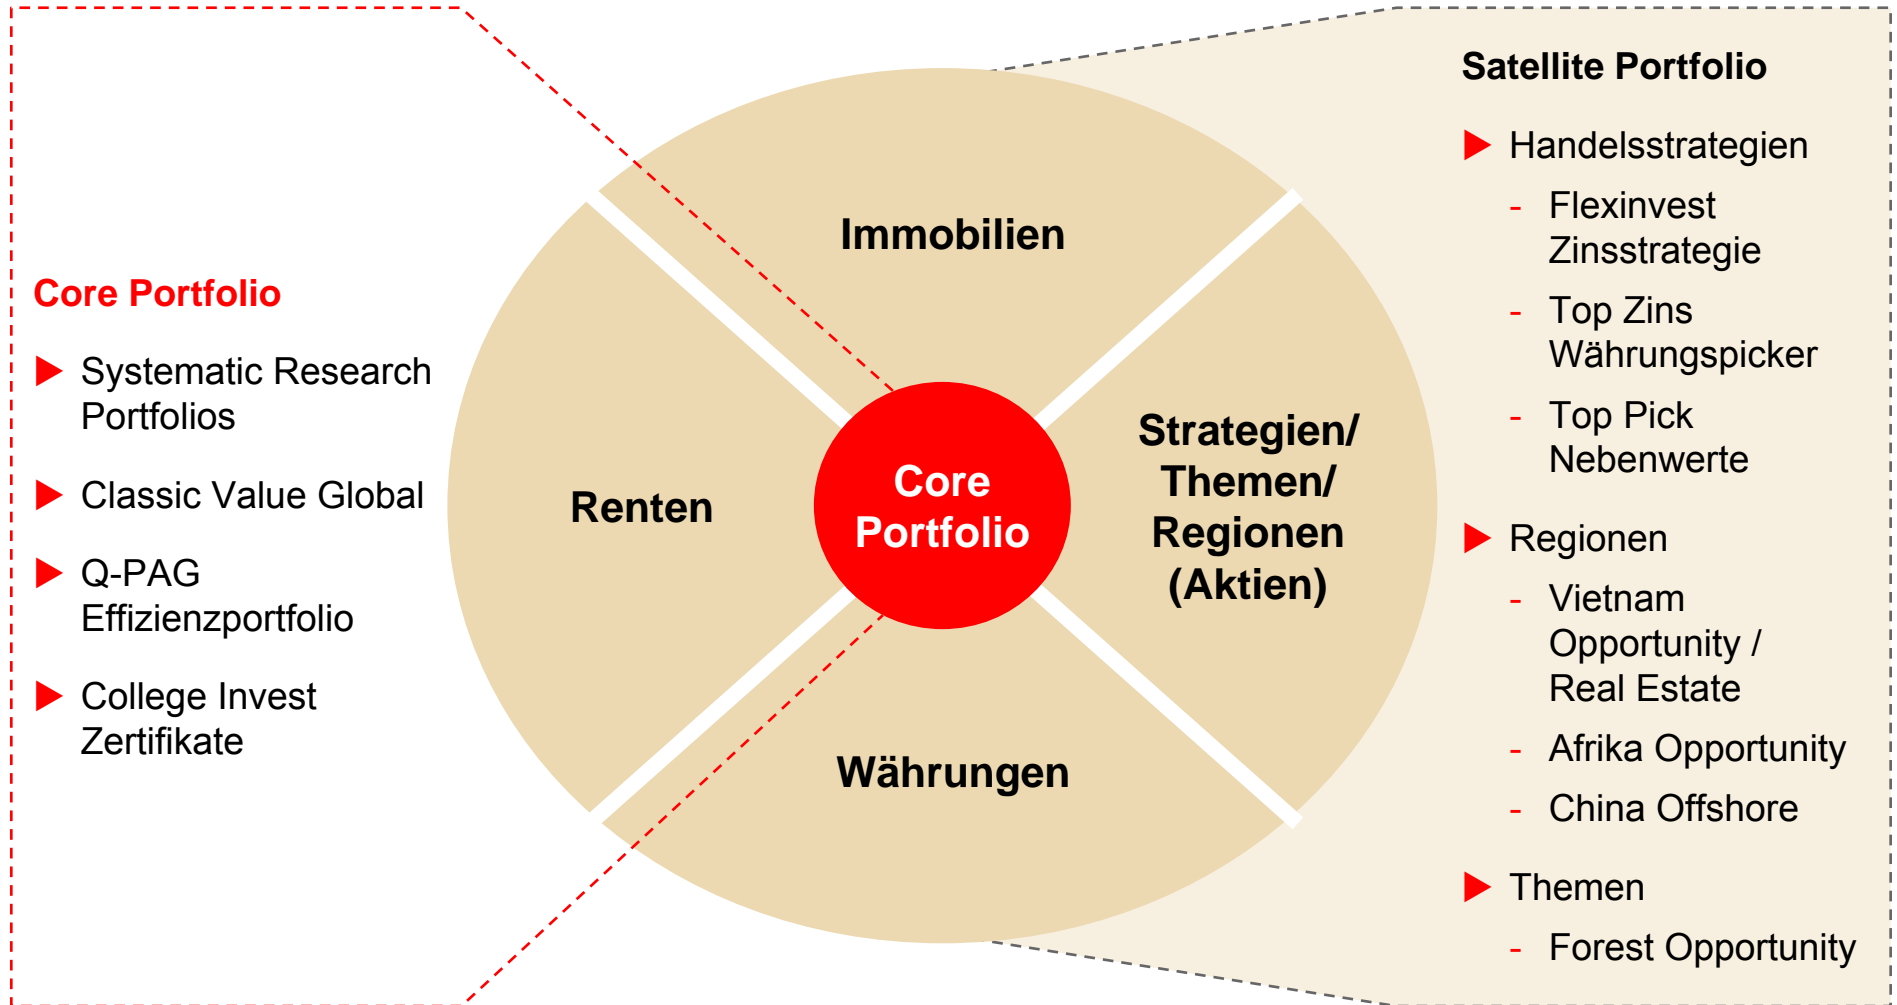 Core Portfolio
Systematic Research
Portfolios
Classic Value Global
Q-PAG
Effizienzportfolio
College Invest
Zertifikate
Immobilien
Renten
Core
Portfolio
Strategien/
Themen/
Regionen
(Aktien)
Währungen
Satellite Portfolio
Handelsstrategien
- Flexinvest
Zinsstrategie
- Top Zins
Währungspicker
- Top Pick
Nebenwerte
Regionen
- Vietnam
Opportunity /
Real Estate
- Afrika Opportunity
- China Offshore
Themen
- Forest Opportunity